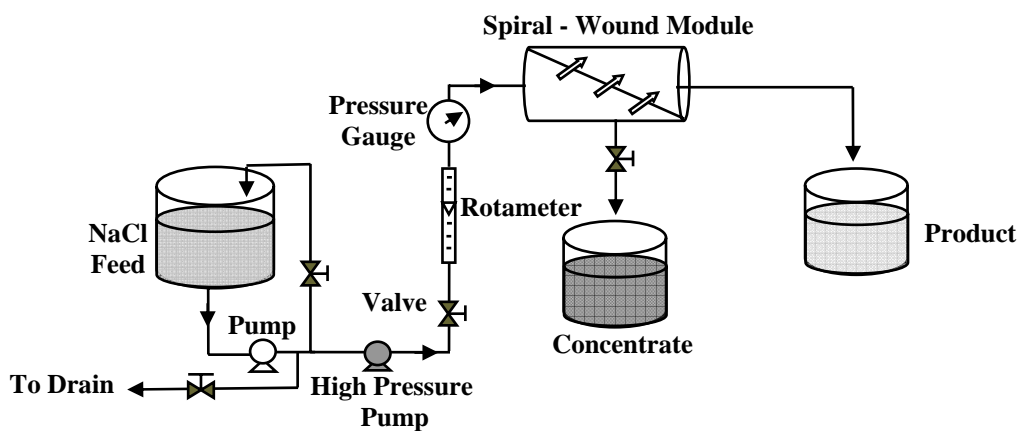 Spiral - Wound Module
Pressure
Gauge
Rotameter
NaCl
Feed
Product
Valve
Pump
Concentrate
To Drain
High Pressure
Pump